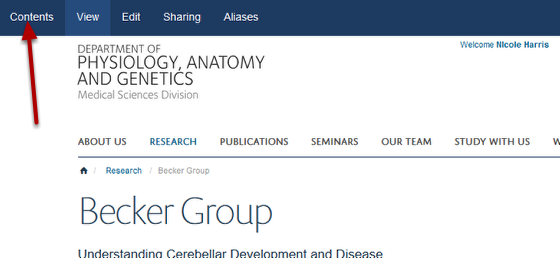 Contents View Edit Sharing Aliases
Welcome NIcole Harris
DEPARTMENT OF
PHYSIOLOGY, ANATOMY
AND GENETICS
Medical Sciences Division
ABOUT US RESEARCH PUBLICATIONS SEMINARS OUR TEAM STUDY WITH US W
/ Research / Becker Group
Becker Group
Understanding Cerebellar Development and Disease